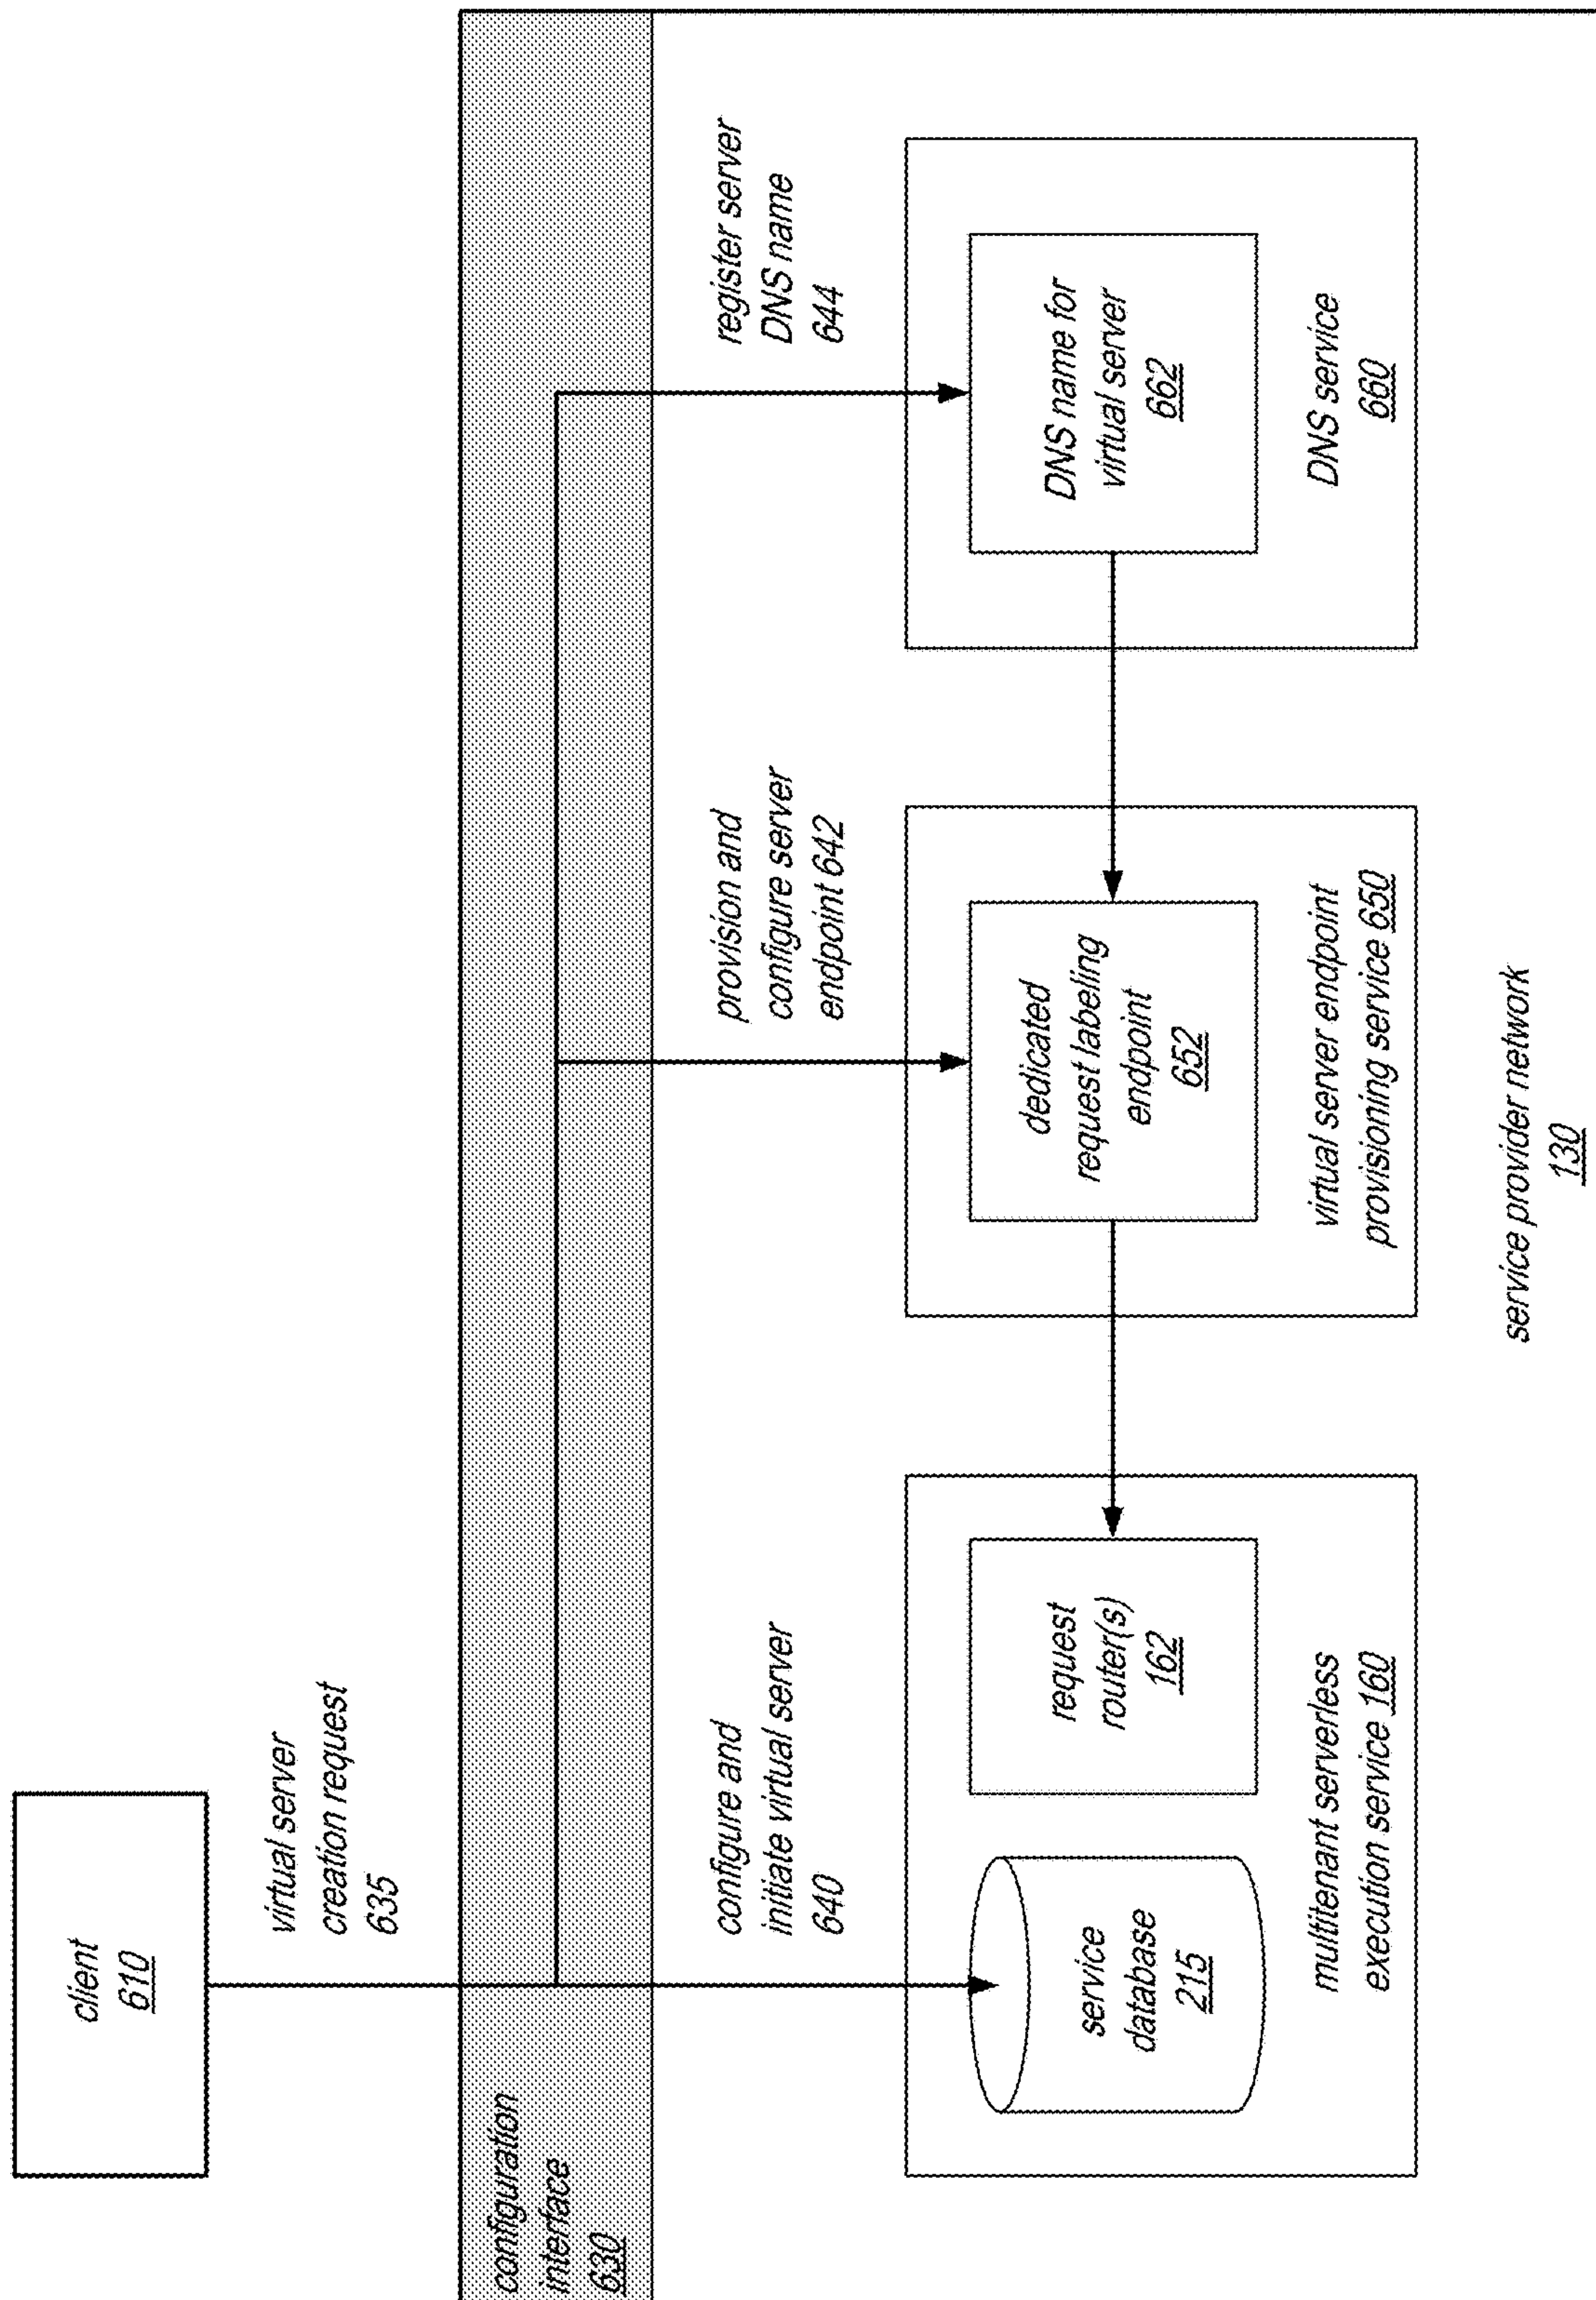 client
610
virtual server
creation request
635
configuration
interface
630
configure and
initiate virtual server
640
provision and
configure server
endpoint 642
register server
DNS name
644
service
database
215
request
router(s)
162
multitenant serverless
execution service 160
dedicated
request labeling
endpoint
652
virtual server endpoint
provisioning service 650
DNS name for
virtual server
662
DNS service
660
service provider network
130